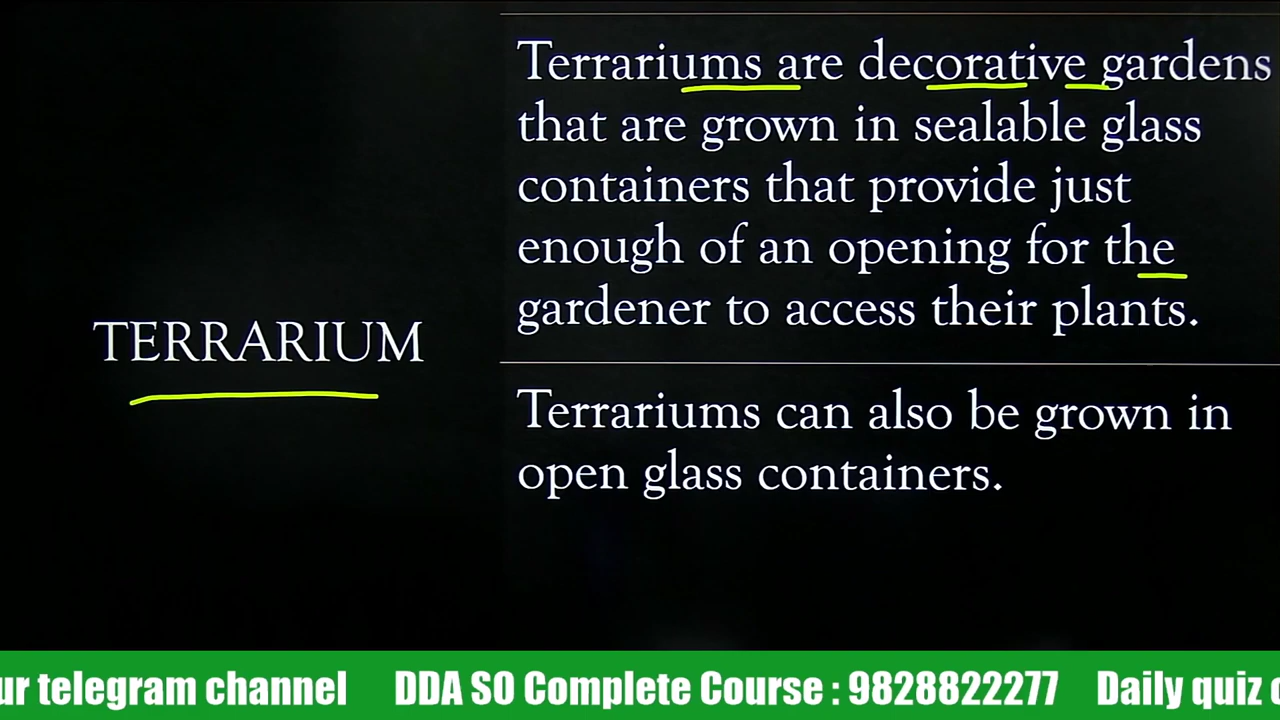 Terrariums are decorative gardens
that are grown in sealable glass
containers that provide just
enough of an opening for the
gardener to access their plants.
TERRARIUM
Terrariums can also be grown in
open glass containers.
ur telegram channel DDA SO Complete Course : 9828822277 Daily quiz